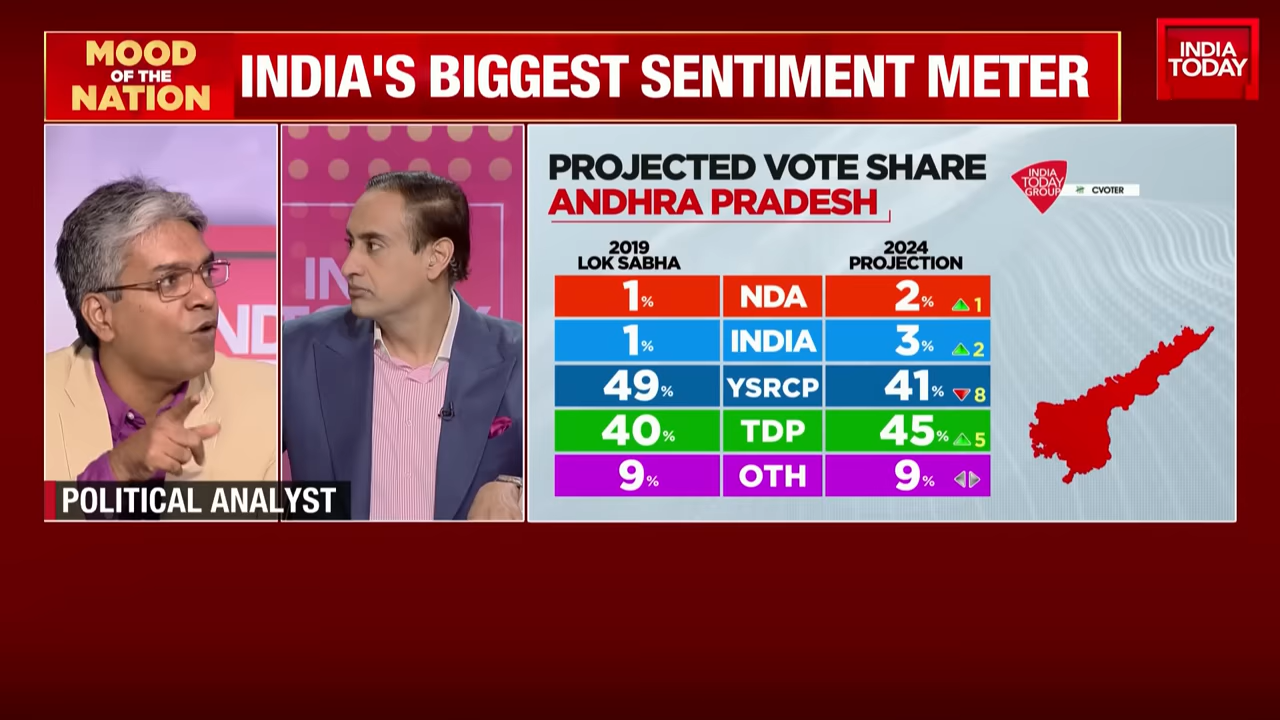 MOOD
OF THE
NATION
INDIA'S BIGGEST SENTIMENT METER
INDIA
TODAY
PROJECTED VOTE SHARE
ANDHRA PRADESH
INDIA
TODAY
GROUP
CVOTER
2019
LOK SABHA
2024
PROJECTION
1% NDA 2% 1
1% INDIA 3% 2
49% YSRCP 41% 8
40% TDP 45% 5
9% OTH 9%
IN
POLITICAL ANALYST